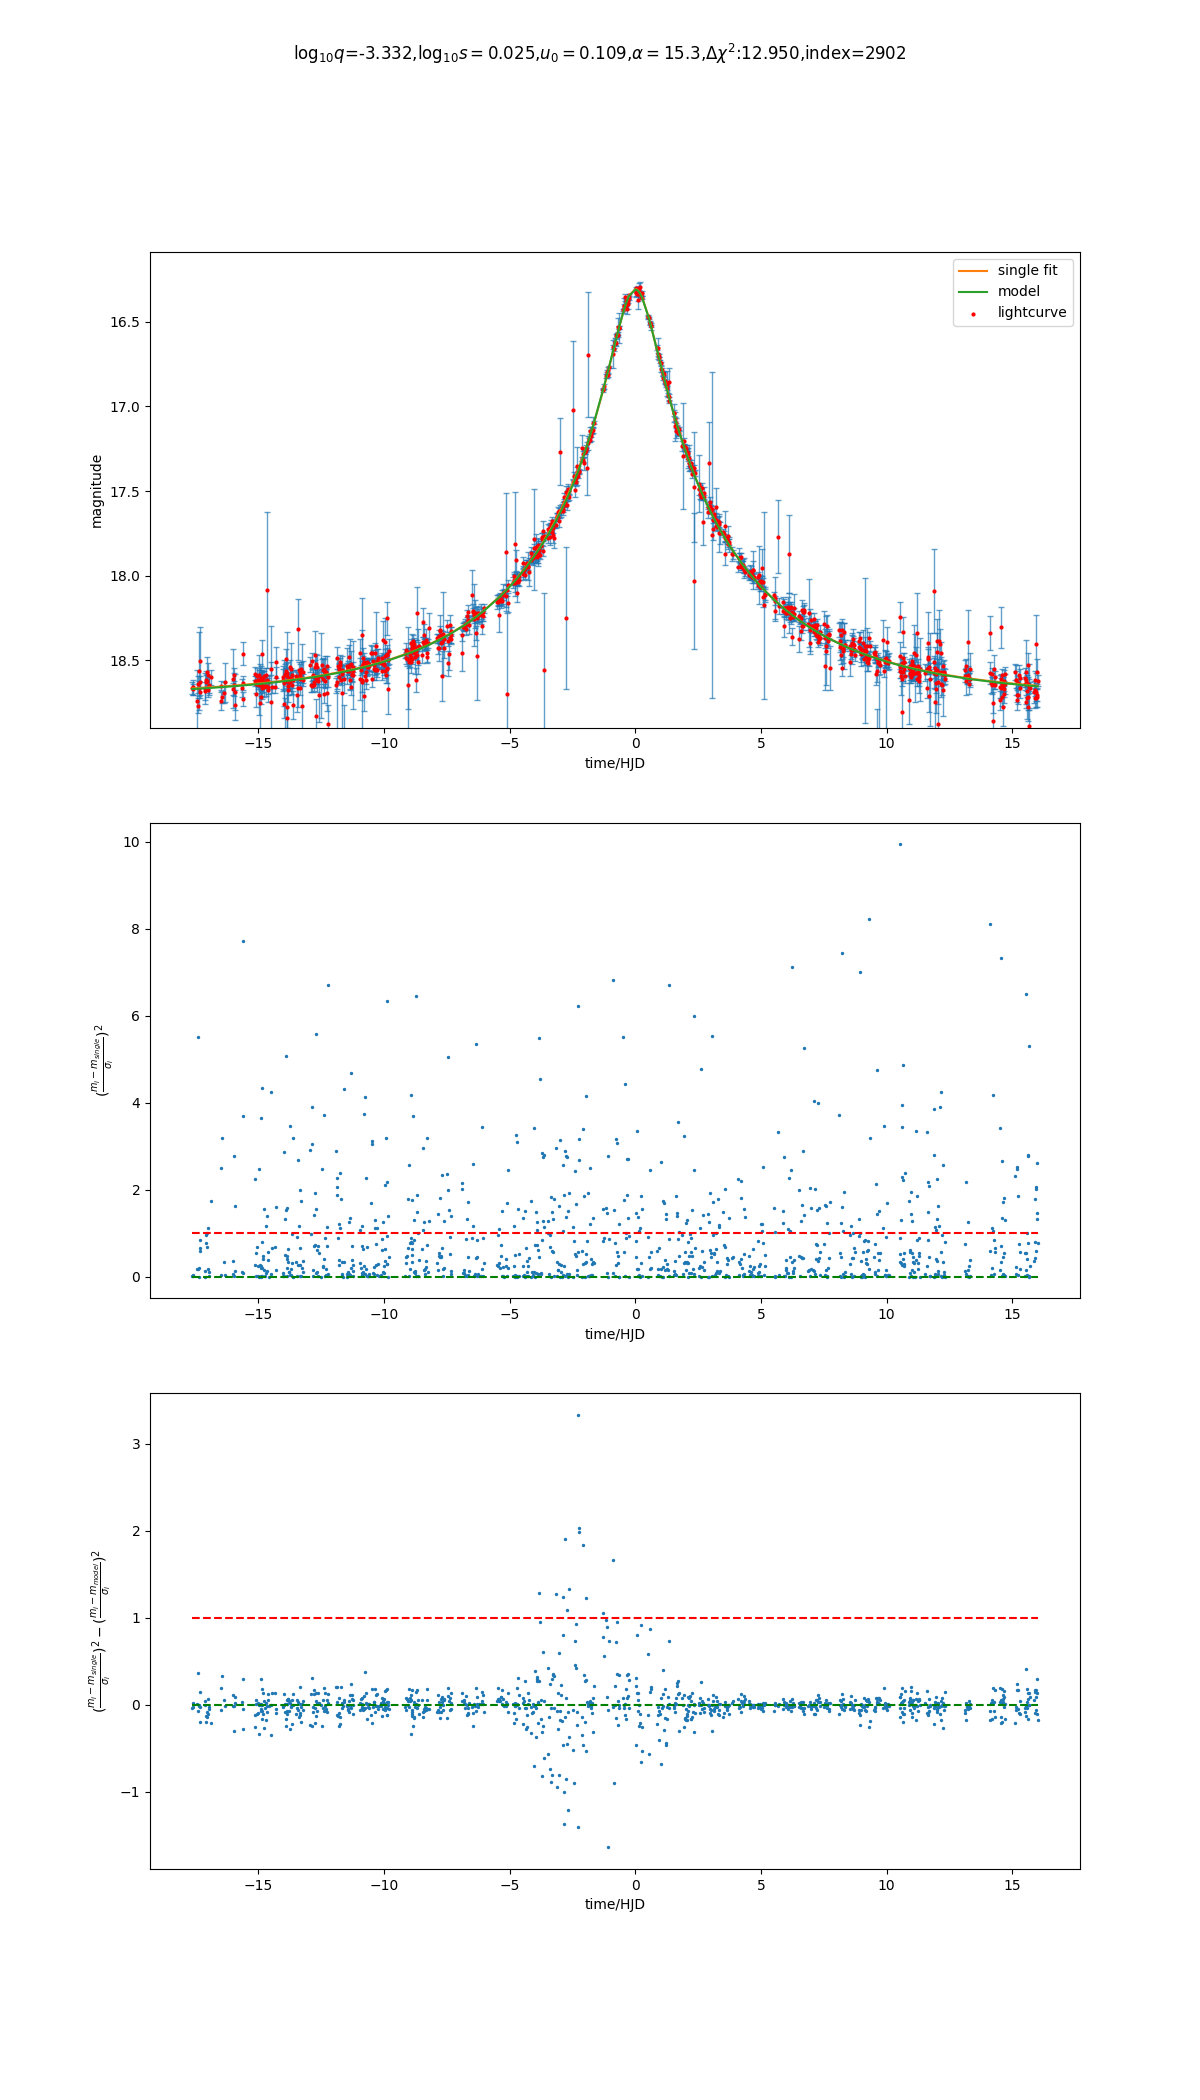 log₁₀q=-3.332,log₁₀s = 0.025,u₀ = 0.109,α = 15.3,Δχ²:12.950,index=2902
single fit
model
lightcurve
16.5
17.0
17.5
18.0
18.5
magnitude
−15 −10 −5 0 5 10 15
time/HJD
10
8
6
4
2
0
((mᵢ − m_single)/σᵢ)²
−15 −10 −5 0 5 10 15
time/HJD
3
2
1
0
−1
((mᵢ − m_single)/σᵢ)² − ((mᵢ − m_model)/σᵢ)²
−15 −10 −5 0 5 10 15
time/HJD